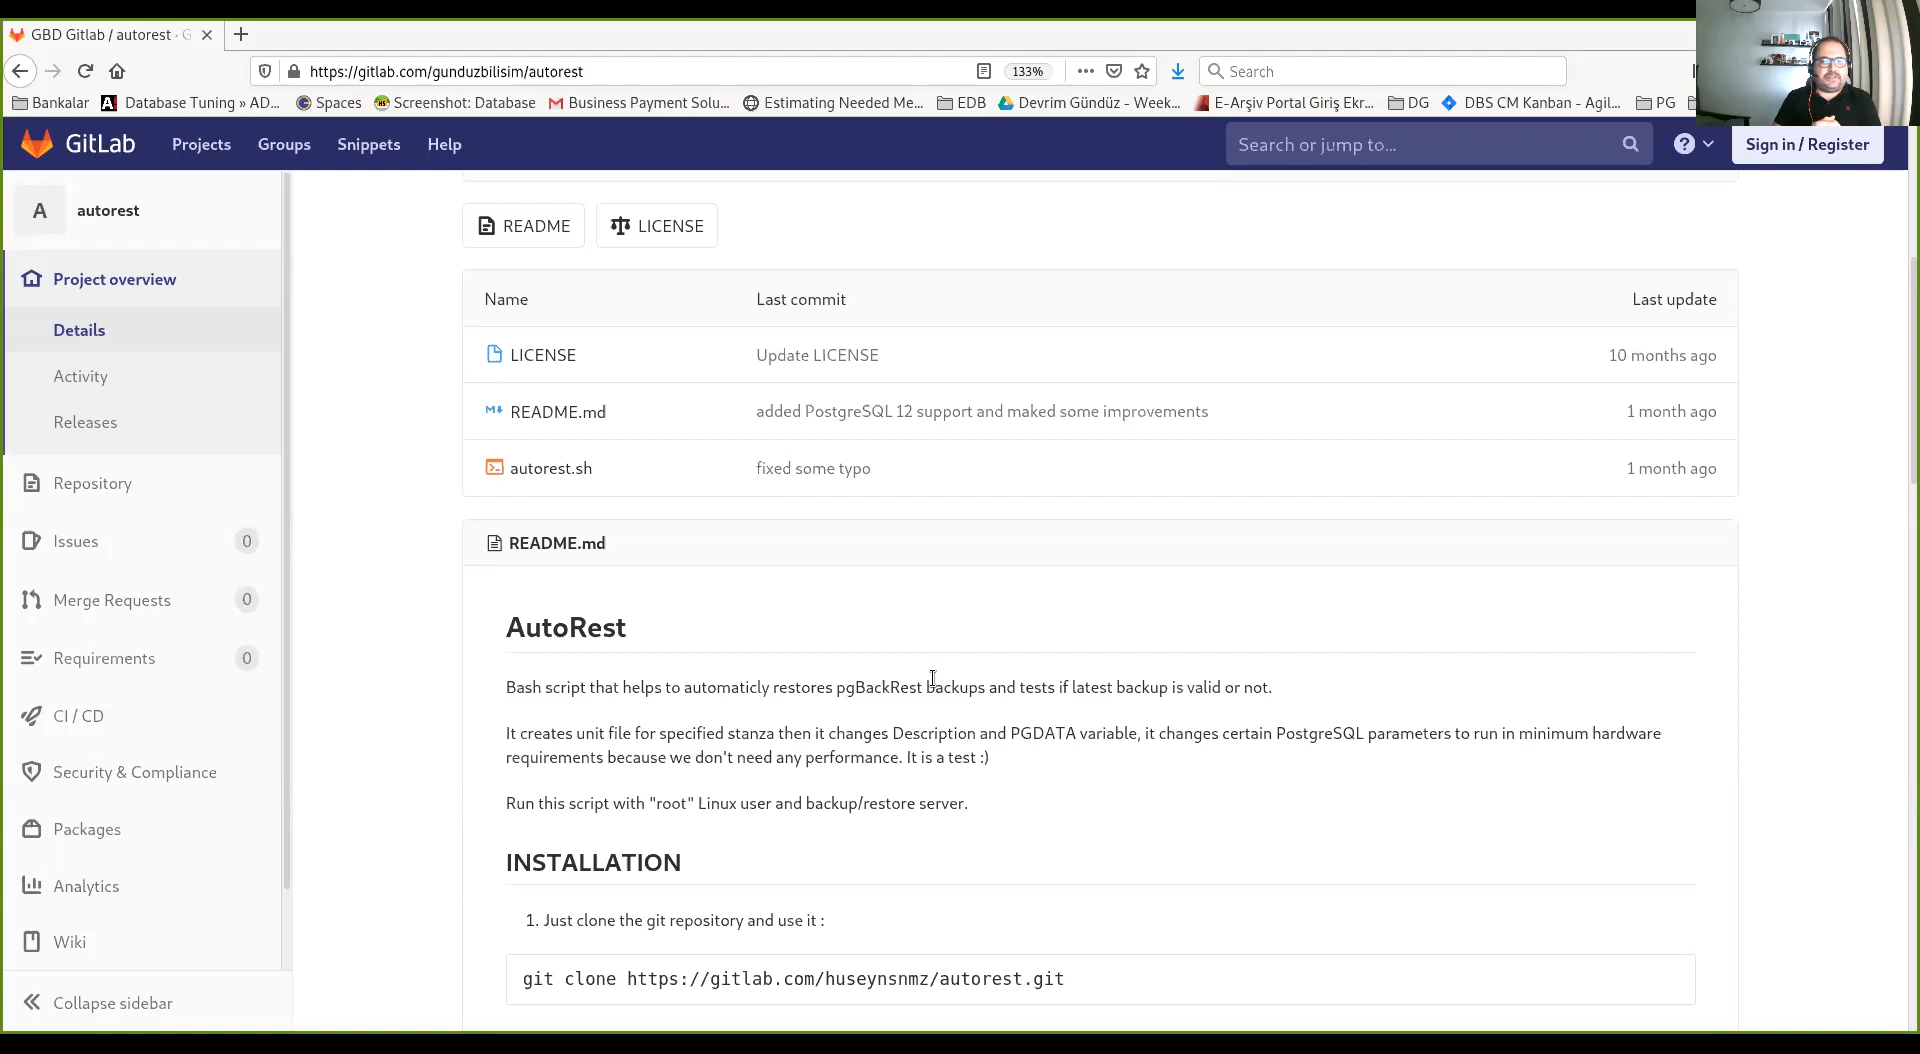 GBD Gitlab / autorest · G
https://gitlab.com/gunduzbilisim/autorest
133%
Search
Bankalar
Database Tuning » AD...
Spaces
Screenshot: Database
Business Payment Solu...
Estimating Needed Me...
EDB
Devrim Gündüz - Week...
E-Arşiv Portal Giriş Ekr...
DG
DBS CM Kanban - Agil...
PG
GitLab
Projects
Groups
Snippets
Help
Search or jump to...
Sign in / Register
A
autorest
Project overview
Details
Activity
Releases
Repository
Issues 0
Merge Requests 0
Requirements 0
CI / CD
Security & Compliance
Packages
Analytics
Wiki
Collapse sidebar
README
LICENSE
Name Last commit Last update
LICENSE Update LICENSE 10 months ago
README.md added PostgreSQL 12 support and maked some improvements 1 month ago
autorest.sh fixed some typo 1 month ago
README.md
AutoRest
Bash script that helps to automaticly restores pgBackRest backups and tests if latest backup is valid or not.
It creates unit file for specified stanza then it changes Description and PGDATA variable, it changes certain PostgreSQL parameters to run in minimum hardware
requirements because we don't need any performance. It is a test :)
Run this script with "root" Linux user and backup/restore server.
INSTALLATION
1. Just clone the git repository and use it :
git clone https://gitlab.com/huseynsnmz/autorest.git